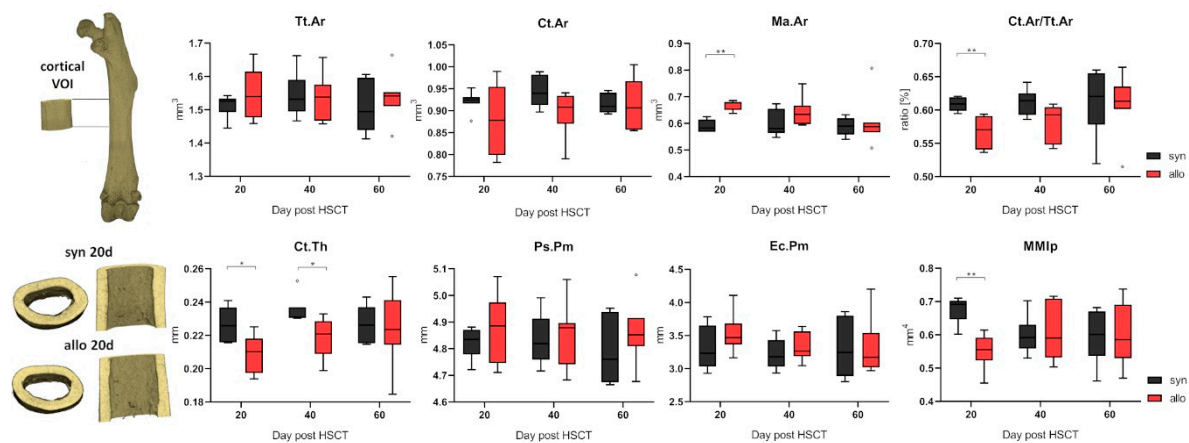 cortical
VOI
Tt.Ar
mm³
1.7
1.6
1.5
1.4
1.3
20 40 60
Day post HSCT
Ct.Ar
mm³
1.05
1.00
0.95
0.90
0.85
0.80
0.75
20 40 60
Day post HSCT
Ma.Ar
mm³
0.9
0.8
0.7
0.6
0.5
0.4
**
20 40 60
Day post HSCT
Ct.Ar/Tt.Ar
ratio [%]
0.70
0.65
0.60
0.55
0.50
**
20 40 60
Day post HSCT
syn
allo
syn 20d
allo 20d
Ct.Th
mm
0.26
0.24
0.22
0.20
0.18
* *
20 40 60
Day post HSCT
Ps.Pm
mm
5.1
5.0
4.9
4.8
4.7
4.6
20 40 60
Day post HSCT
Ec.Pm
mm
4.5
4.0
3.5
3.0
2.5
20 40 60
Day post HSCT
MMIp
mm⁴
0.8
0.7
0.6
0.5
0.4
**
20 40 60
Day post HSCT
syn
allo